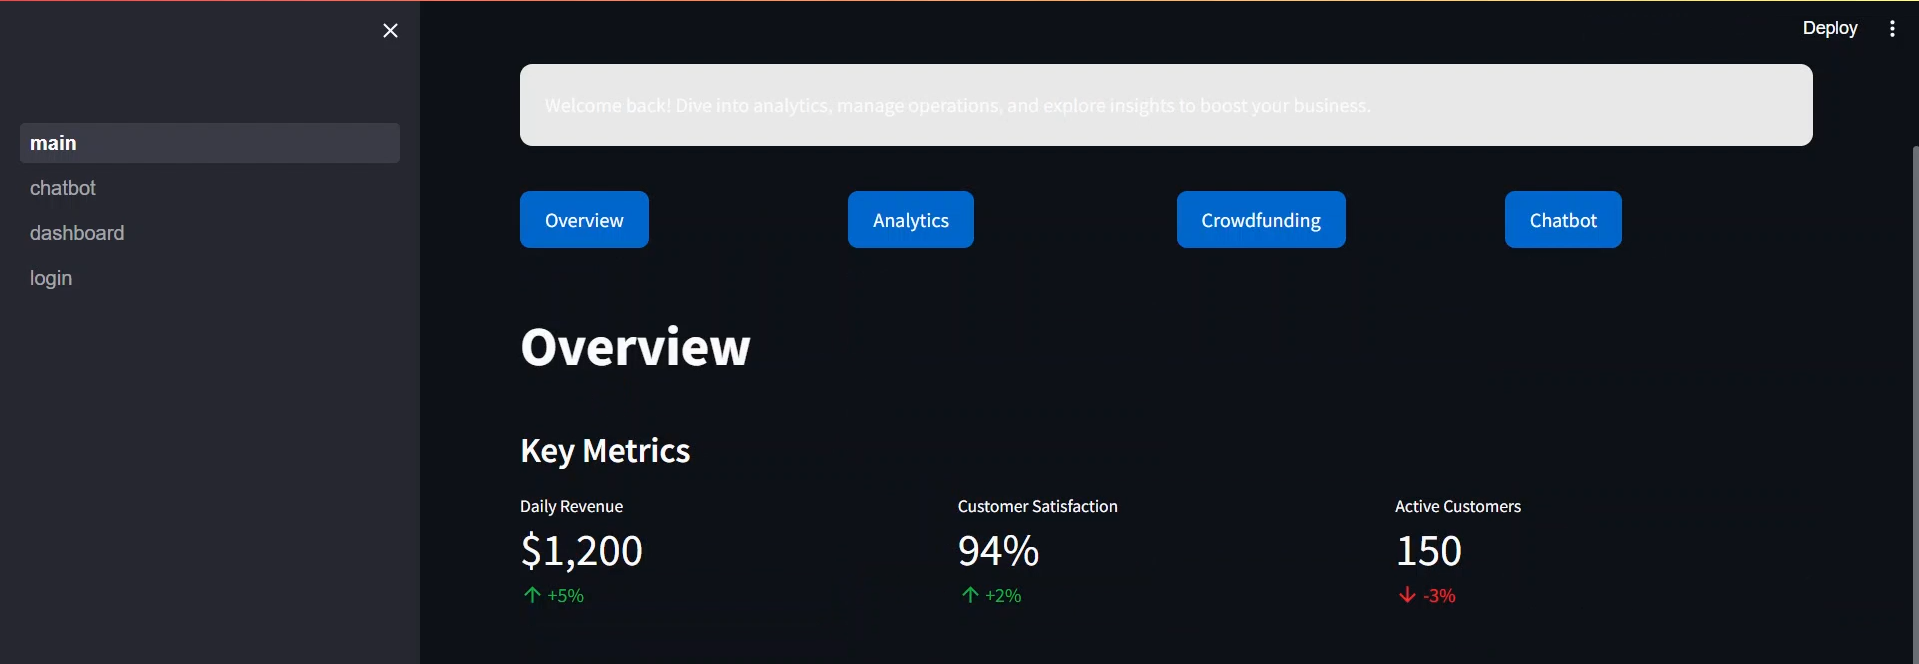 Deploy
main
chatbot
dashboard
login
Welcome back! Dive into analytics, manage operations, and explore insights to boost your business.
Overview
Analytics
Crowdfunding
Chatbot
Overview
Key Metrics
Daily Revenue
$1,200
+5%
Customer Satisfaction
94%
+2%
Active Customers
150
-3%